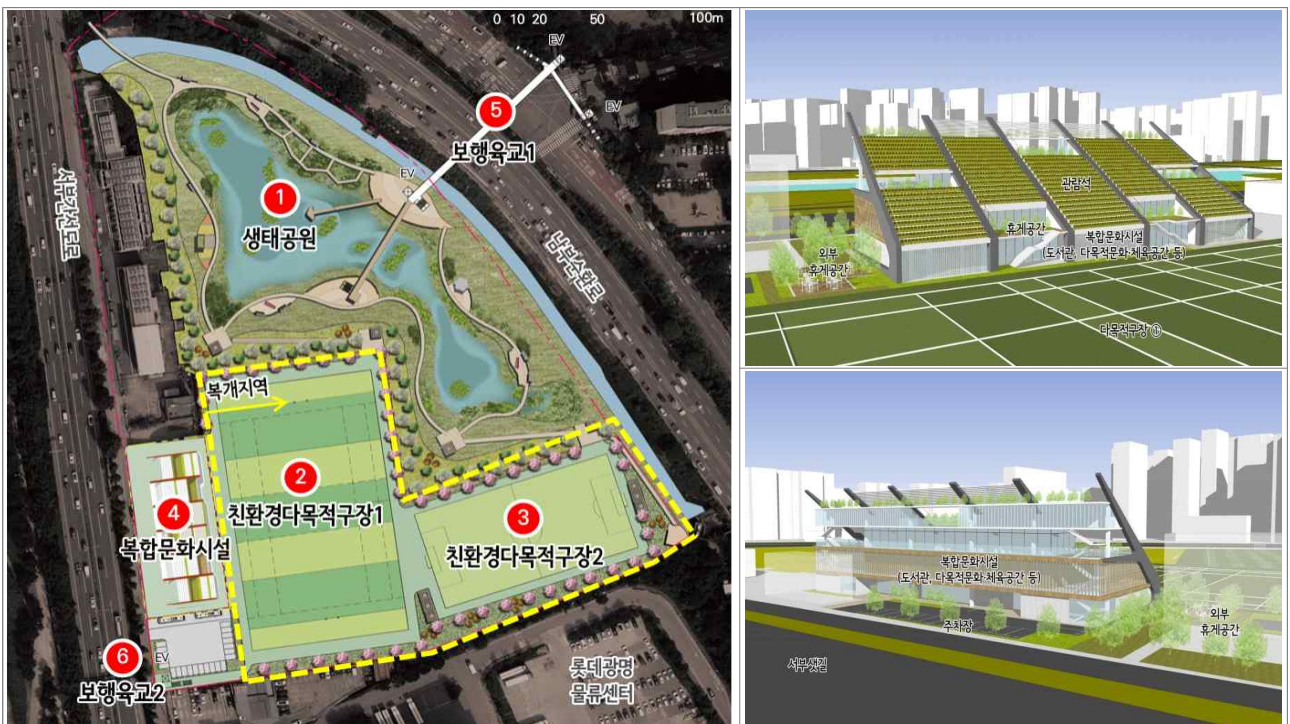 0 10 20 50 100m
EV
EV
5
보행육교1
EV
1
생태공원
서부간선도로
남부순환로
복개지역
2
친환경다목적구장1
3
친환경다목적구장2
4
복합문화시설
EV
6
보행육교2
롯데광명
물류센터
관람석
휴게공간
복합문화시설
(도서관, 다목적문화·체육공간 등)
외부
휴게공간
다목적구장 ①
복합문화시설
(도서관, 다목적문화·체육공간 등)
주차장
외부
휴게공간
서부샛길